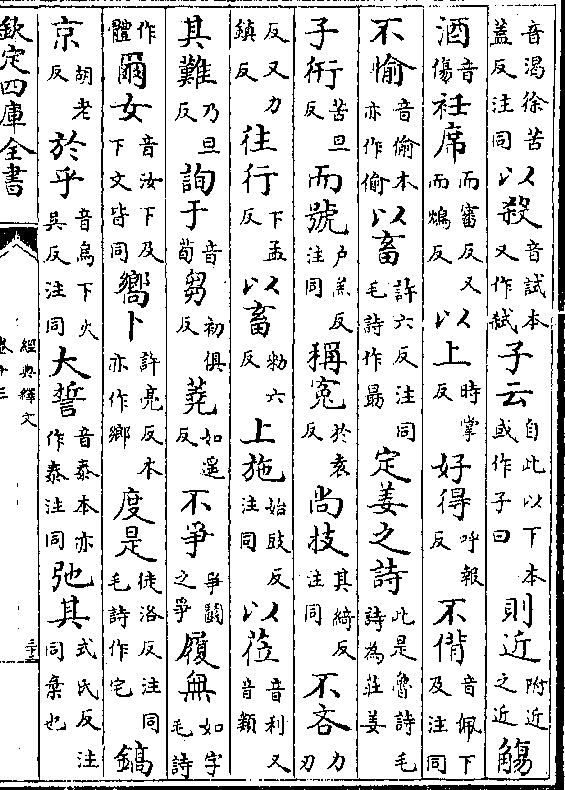 音渴徐苦盖反注同以殺音試本又作弑子云自此以下本或作子曰則近附近之近觴
酒音傷衽席而審反又而鴆反以上時掌反好得呼報反不偝音佩下及注同
不愉音偷本亦作偷以畜許六反注同毛詩作勗定姜之詩此是魯詩毛詩為莊姜
子衎苦旦反而號户羔反注同稱寃於袁反尚技其綺反注同不吝力刃
反又力鎮反往行下孟反以畜勑六反上施始豉反注同以莅音利又音類
其難乃旦反詢于音荀芻初俱反蕘如遥反不爭爭鬭之爭履無如字毛詩
作體爾女音汝下及下文皆同嚮卜許亮反本亦作鄉度是徒洛反注同毛詩作宅鎬
京胡老反於乎音烏下火吳反注同大誓音泰本亦作泰注同弛其式氏反注同棄也
欽定四庫全書
經典釋文
卷十三